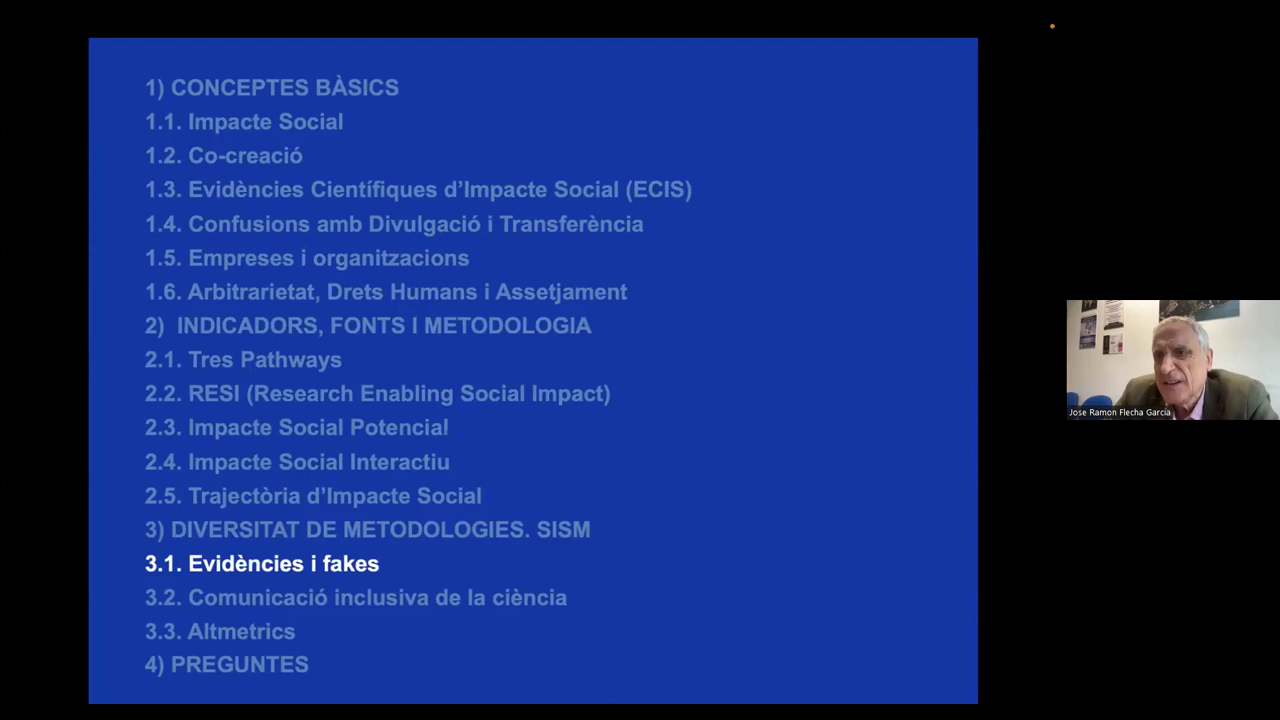 1) CONCEPTES BÀSICS
1.1. Impacte Social
1.2. Co-creació
1.3. Evidències Científiques d’Impacte Social (ECIS)
1.4. Confusions amb Divulgació i Transferència
1.5. Empreses i organitzacions
1.6. Arbitrarietat, Drets Humans i Assetjament
2) INDICADORS, FONTS I METODOLOGIA
2.1. Tres Pathways
2.2. RESI (Research Enabling Social Impact)
2.3. Impacte Social Potencial
2.4. Impacte Social Interactiu
2.5. Trajectòria d’Impacte Social
3) DIVERSITAT DE METODOLOGIES. SISM
3.1. Evidències i fakes
3.2. Comunicació inclusiva de la ciència
3.3. Altmetrics
4) PREGUNTES
Jose Ramon Flecha Garcia